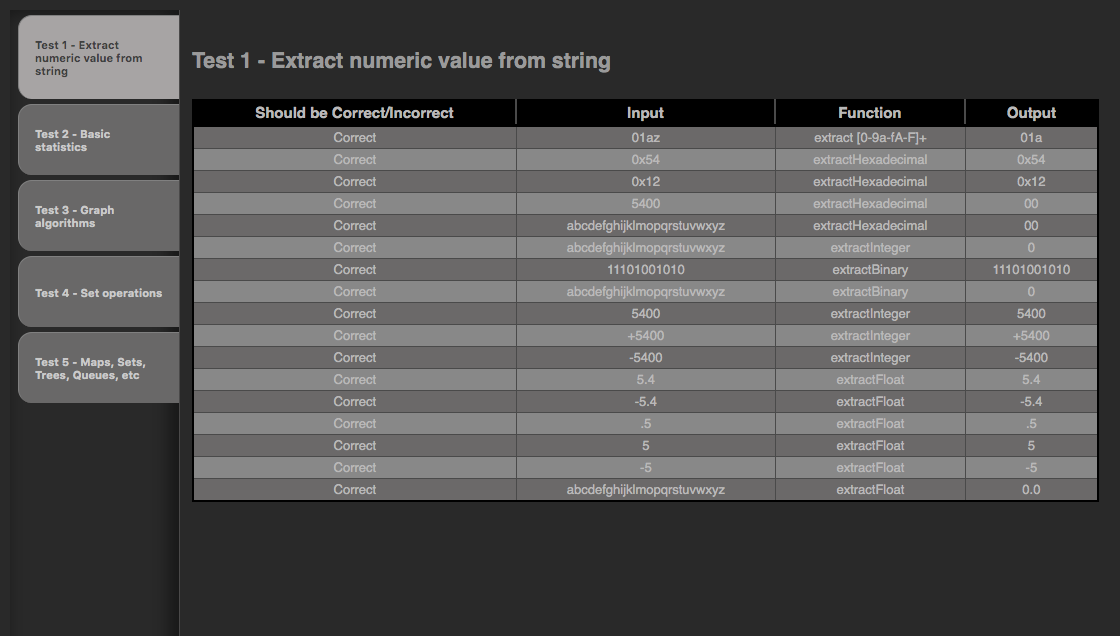 Test 1 - Extract
numeric value from
string
Test 2 - Basic
statistics
Test 3 - Graph
algorithms
Test 4 - Set operations
Test 5 - Maps, Sets,
Trees, Queues, etc
Test 1 - Extract numeric value from string
Should be Correct/Incorrect Input Function Output
Correct 01az extract [0-9a-fA-F]+ 01a
Correct 0x54 extractHexadecimal 0x54
Correct 0x12 extractHexadecimal 0x12
Correct 5400 extractHexadecimal 00
Correct abcdefghijklmopqrstuvwxyz extractHexadecimal 00
Correct abcdefghijklmopqrstuvwxyz extractInteger 0
Correct 11101001010 extractBinary 11101001010
Correct abcdefghijklmopqrstuvwxyz extractBinary 0
Correct 5400 extractInteger 5400
Correct +5400 extractInteger +5400
Correct -5400 extractInteger -5400
Correct 5.4 extractFloat 5.4
Correct -5.4 extractFloat -5.4
Correct .5 extractFloat .5
Correct 5 extractFloat 5
Correct -5 extractFloat -5
Correct abcdefghijklmopqrstuvwxyz extractFloat 0.0